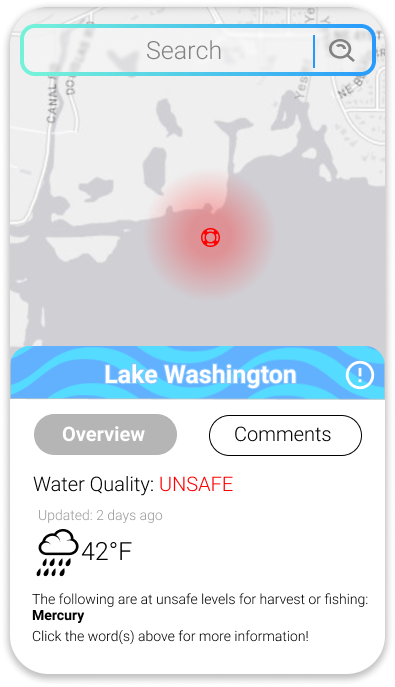 Search
CANAL
Yes
NE B
Lake Washington
Overview
Comments
Water Quality: UNSAFE
Updated: 2 days ago
42°F
The following are at unsafe levels for harvest or fishing:
Mercury
Click the word(s) above for more information!